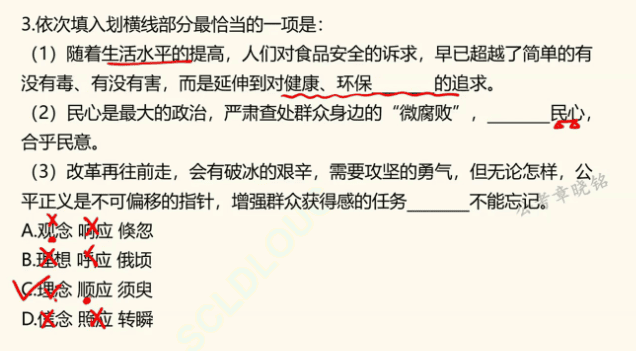 3.依次填入划横线部分最恰当的一项是：
（1）随着生活水平的提高，人们对食品安全的诉求，早已超越了简单的有
没有毒、有没有害，而是延伸到对健康、环保______的追求。
（2）民心是最大的政治，严肃查处群众身边的“微腐败”，______民心，
合乎民意。
（3）改革再往前走，会有破冰的艰辛，需要攻坚的勇气，但无论怎样，公
平正义是不可偏移的指针，增强群众获得感的任务______不能忘记。
公考章晓铭
A.观念 响应 倏忽
B.理想 呼应 俄顷
C.理念 顺应 须臾
D.信念 照应 转瞬
SCLDLOU